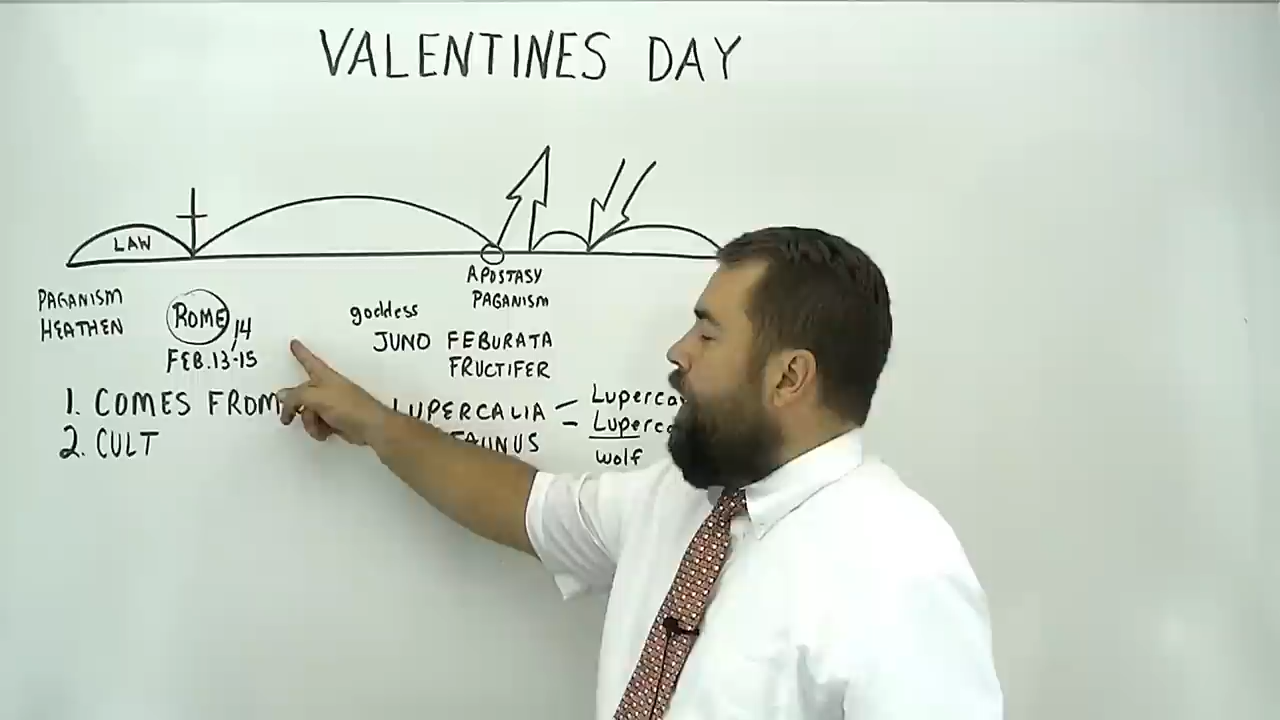 VALENTINES DAY
LAW
APOSTASY
PAGANISM
PAGANISM
HEATHEN
ROME
14
FEB. 13-15
goddess
JUNO FEBURATA
FRUCTIFER
1. COMES FROM
2. CULT
LUPERCALIA - Luperca
- Luperc
wolf